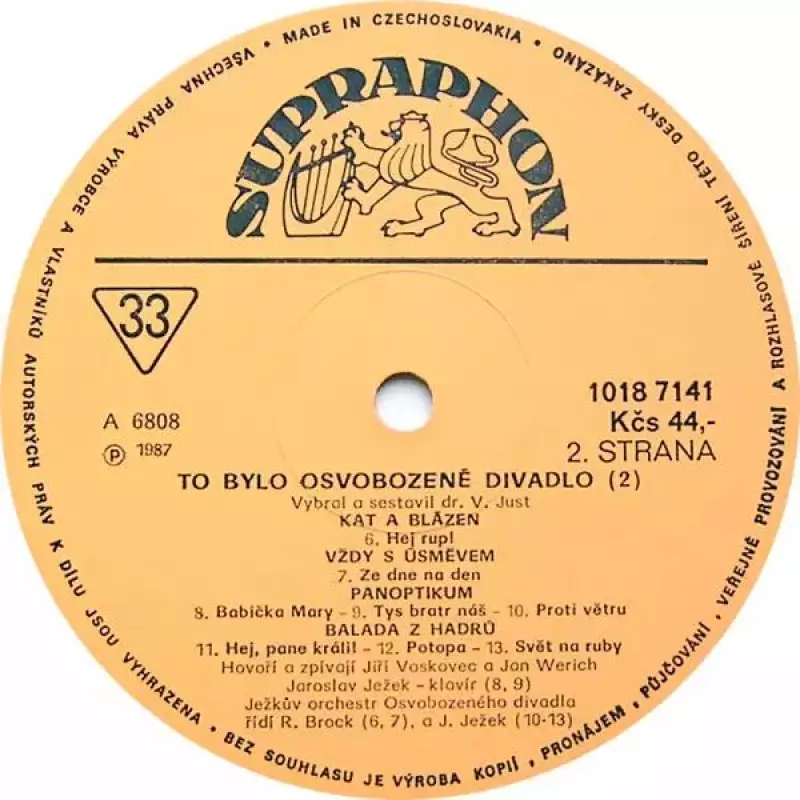 MADE IN CZECHOSLOVAKIA • VŠECHNA PRÁVA VÝROBCE A VLASTNÍKŮ AUTORSKÝCH PRÁV K DÍLU JSOU VYHRAZENA • BEZ SOUHLASU JE VÝROBA KOPIÍ, PRONÁJEM, PŮJČOVÁNÍ, VEŘEJNÉ PROVOZOVÁNÍ A ROZHLASOVÉ ŠÍŘENÍ TÉTO DESKY ZAKÁZÁNO •
SUPRAPHON
33
1018 7141
A 6808
Kčs 44,-
Ⓟ 1987
2. STRANA
TO BYLO OSVOBOZENÉ DIVADLO (2)
Vybral a sestavil dr. V. Just
KAT A BLÁZEN
6. Hej rup!
VŽDY S ÚSMĚVEM
7. Ze dne na den
PANOPTIKUM
8. Babička Mary - 9. Tys bratr náš - 10. Proti větru
BALADA Z HADRŮ
11. Hej, pane králi! - 12. Potopa - 13. Svět na ruby
Hovoří a zpívají Jiří Voskovec a Jan Werich
Jaroslav Ježek - klavír (8, 9)
Ježkův orchestr Osvobozeného divadla
řídí R. Brock (6, 7), a J. Ježek (10-13)